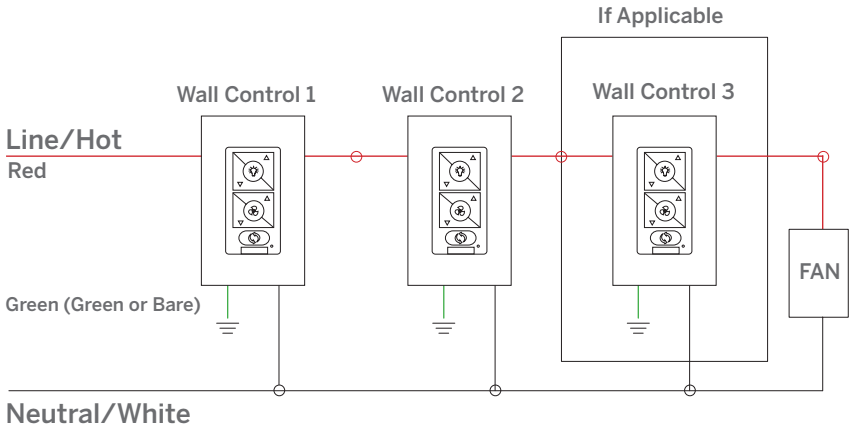 If Applicable
Wall Control 1
Wall Control 2
Wall Control 3
Line/Hot
Red
FAN
Green (Green or Bare)
Neutral/White